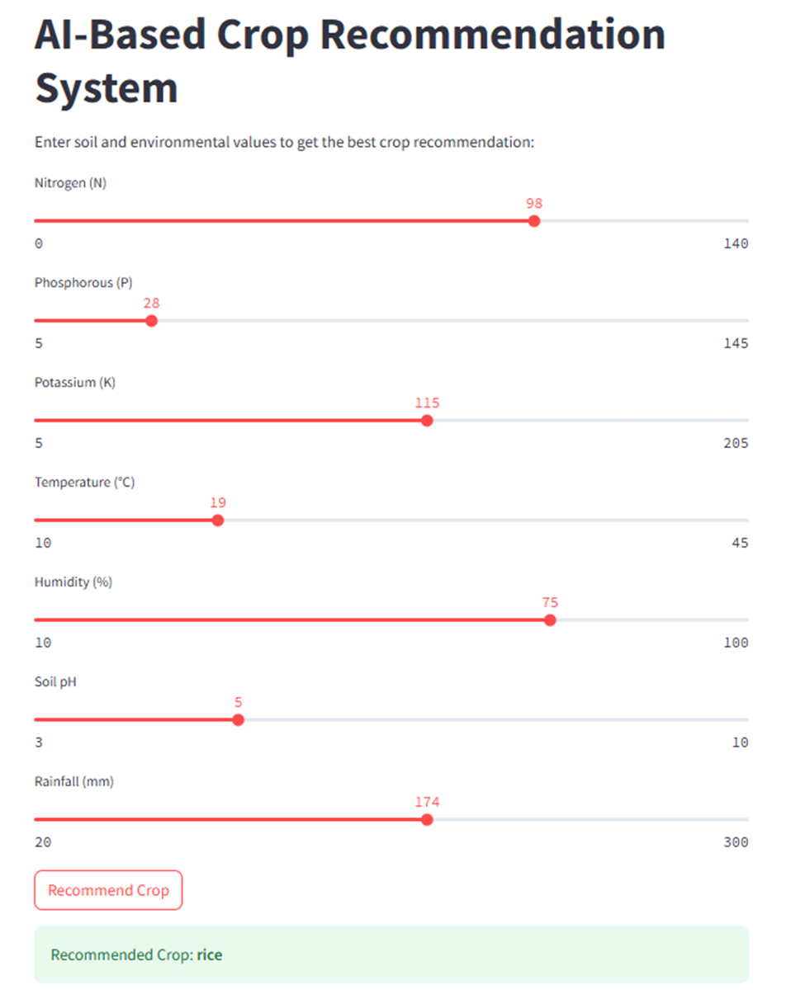 AI-Based Crop Recommendation
System
Enter soil and environmental values to get the best crop recommendation:
Nitrogen (N)
98
0 140
Phosphorous (P)
28
5 145
Potassium (K)
115
5 205
Temperature (°C)
19
10 45
Humidity (%)
75
10 100
Soil pH
5
3 10
Rainfall (mm)
174
20 300
Recommend Crop
Recommended Crop: rice